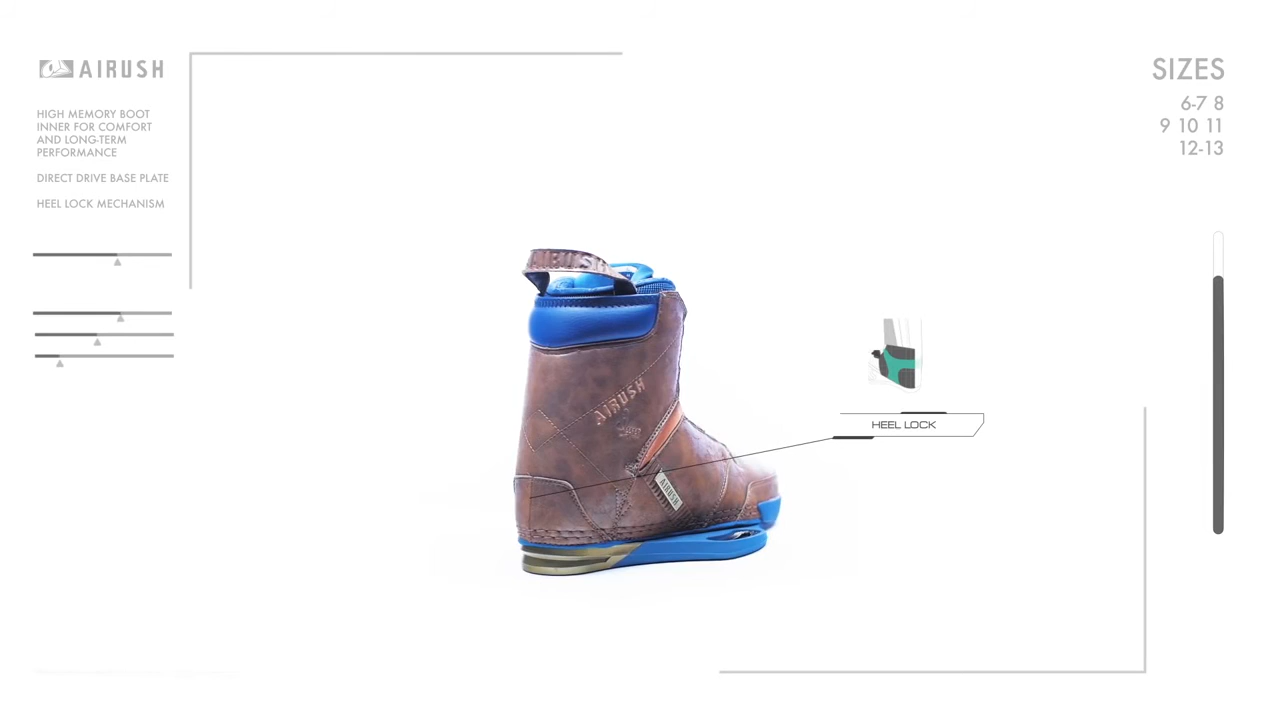 AIRUSH
HIGH MEMORY BOOT
INNER FOR COMFORT
AND LONG-TERM
PERFORMANCE
DIRECT DRIVE BASE PLATE
HEEL LOCK MECHANISM
SIZES
6-7 8
9 10 11
12-13
AIRUSH
AIRUSH
AIRUSH
HEEL LOCK